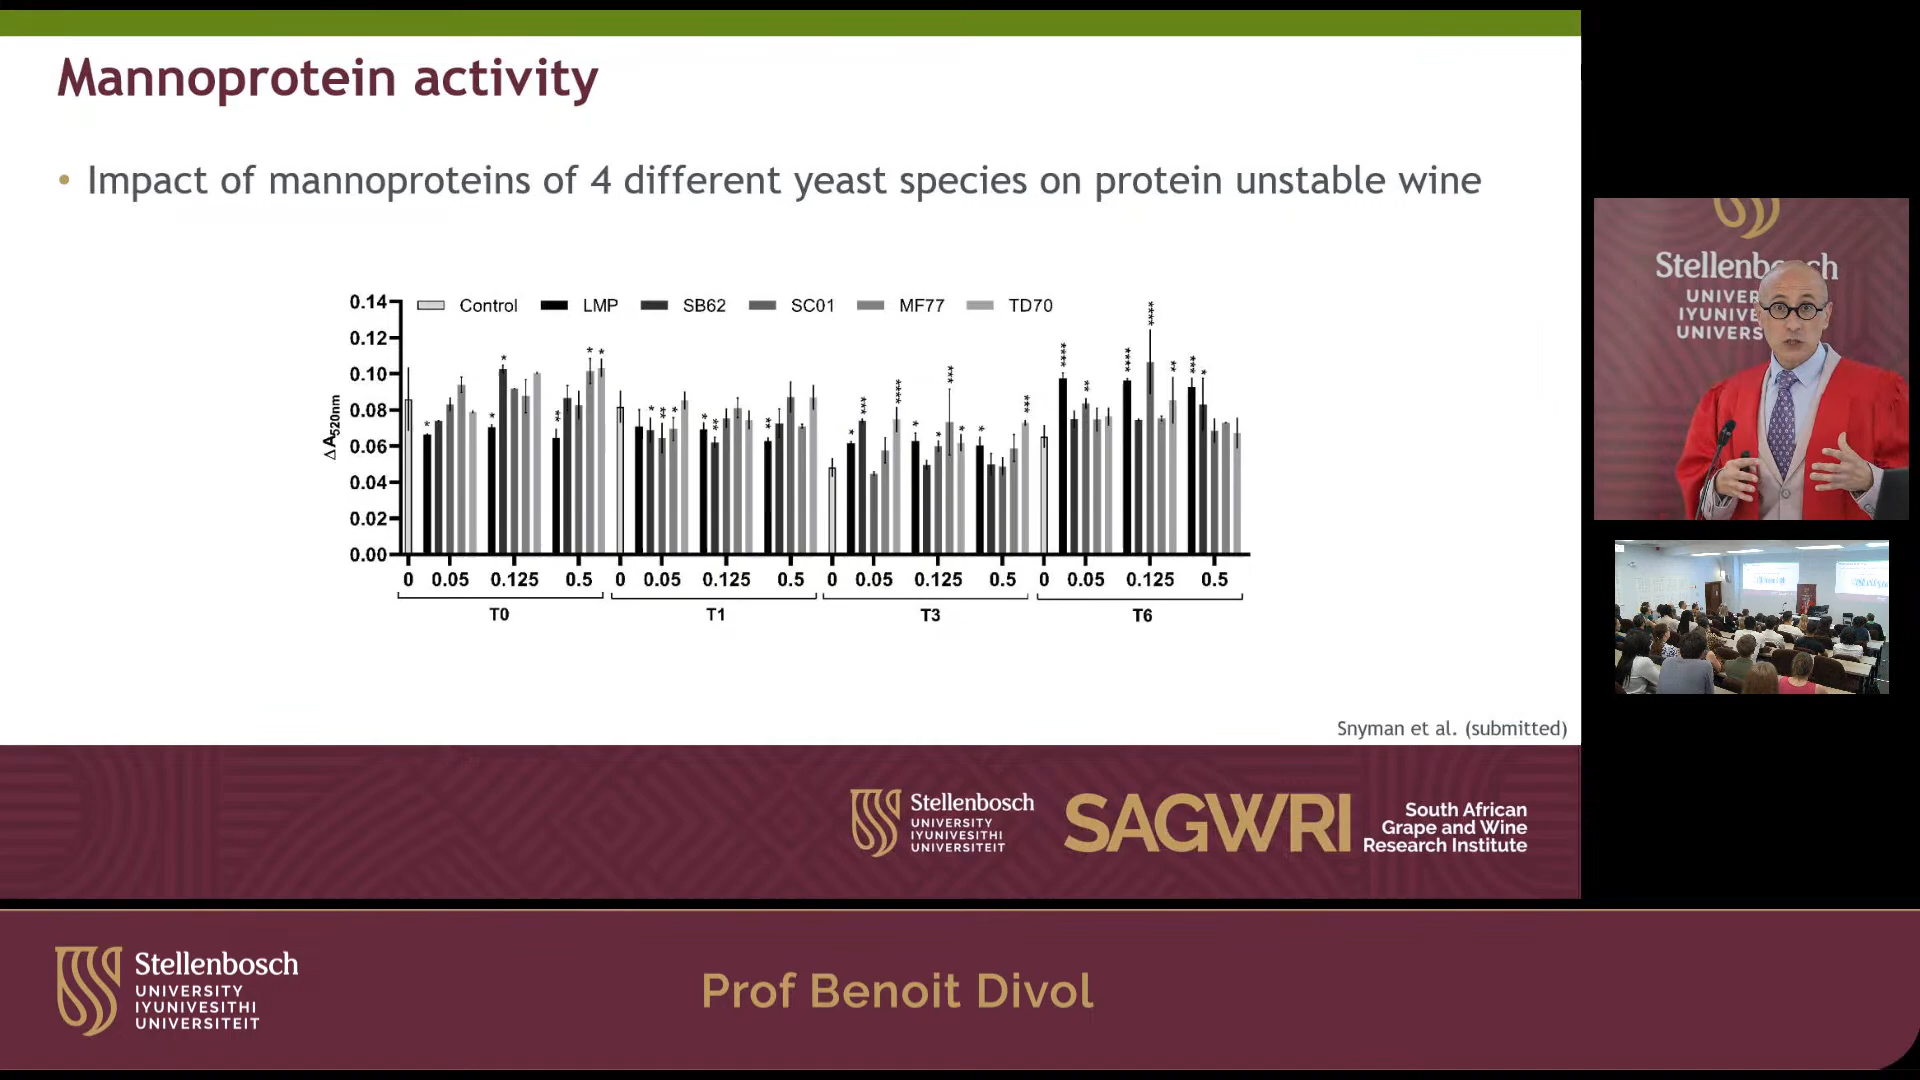 Mannoprotein activity
• Impact of mannoproteins of 4 different yeast species on protein unstable wine
Control LMP SB62 SC01 MF77 TD70
0.14
0.12
0.10
0.08
0.06
0.04
0.02
0.00
ΔA520nm
0 0.05 0.125 0.5 0 0.05 0.125 0.5 0 0.05 0.125 0.5 0 0.05 0.125 0.5
T0 T1 T3 T6
Snyman et al. (submitted)
Stellenbosch
UNIVERSITY
IYUNIVESITHI
UNIVERSITEIT
SAGWRI
South African
Grape and Wine
Research Institute
Stellenbosch
UNIVER
IYUNIVE
UNIVERS
Stellenbosch
UNIVERSITY
IYUNIVESITHI
UNIVERSITEIT
Prof Benoit Divol